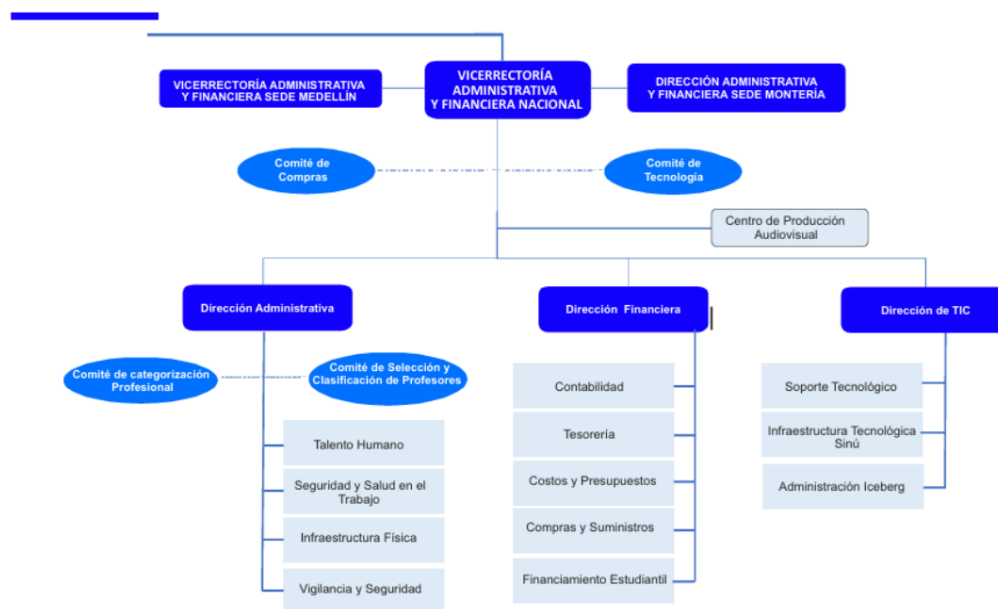 VICERRECTORÍA ADMINISTRATIVA
Y FINANCIERA SEDE MEDELLÍN
VICERRECTORÍA
ADMINISTRATIVA
Y FINANCIERA NACIONAL
DIRECCIÓN ADMINISTRATIVA
Y FINANCIERA SEDE MONTERÍA
Comité de
Compras
Comité de
Tecnología
Centro de Producción
Audiovisual
Dirección Administrativa
Dirección Financiera
Dirección de TIC
Comité de categorización
Profesional
Comité de Selección y
Clasificación de Profesores
Talento Humano
Seguridad y Salud en el
Trabajo
Infraestructura Física
Vigilancia y Seguridad
Contabilidad
Tesorería
Costos y Presupuestos
Compras y Suministros
Financiamiento Estudiantil
Soporte Tecnológico
Infraestructura Tecnológica
Sinú
Administración Iceberg